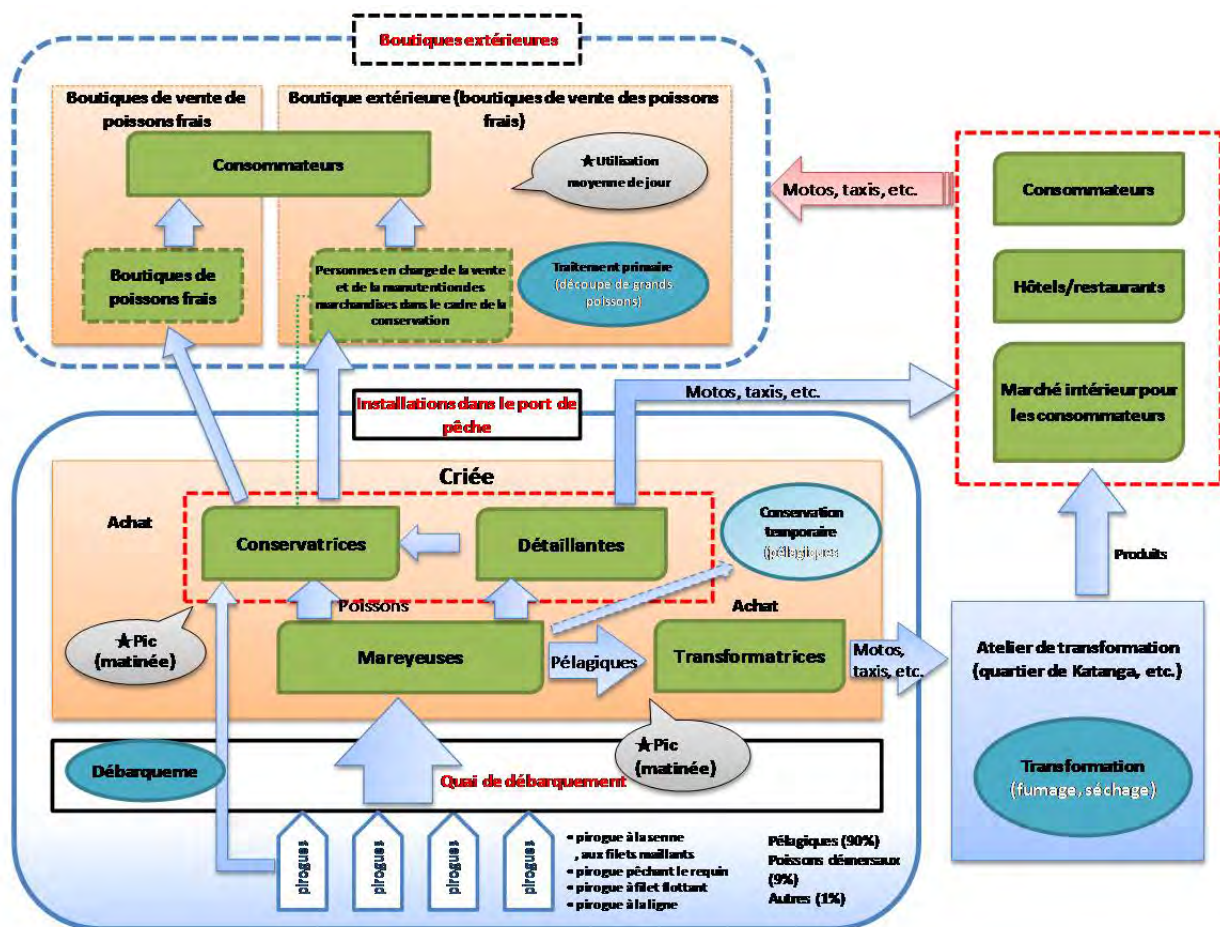 Boutiques extérieures
Boutiques de vente de
poissons frais
Boutique extérieure (boutiques de vente des poissons
frais)
Consommateurs
★Utilisation
moyenne de jour
Boutiques de
poissons frais
Personnes en charge de la vente
et de la manutention des
marchandises dans le cadre de la
conservation
Traitement primaire
(découpe de grands
poissons)
Motos, taxis, etc.
Consommateurs
Hôtels/restaurants
Marché intérieur pour
les consommateurs
Motos, taxis, etc.
Installations dans le port de
pêche
Criée
Achat
Conservatrices
Détaillantes
Conservation
temporaire
(pélagiques
Produits
Poissons
Achat
★Pic
(matinée)
Mareyeuses
Pélagiques
Transformatrices
Motos,
taxis, etc.
Atelier de transformation
(quartier de Katanga, etc.)
★Pic
(matinée)
Débarqueme
Quai de débarquement
Transformation
(fumage, séchage)
pirogues
pirogues
pirogues
pirogues
• pirogue à la senne
, aux filets maillants
• pirogue pêchant le requin
• pirogue à filet flottant
• pirogue à la ligne
Pélagiques (90%)
Poissons démersaux
(9%)
Autres (1%)